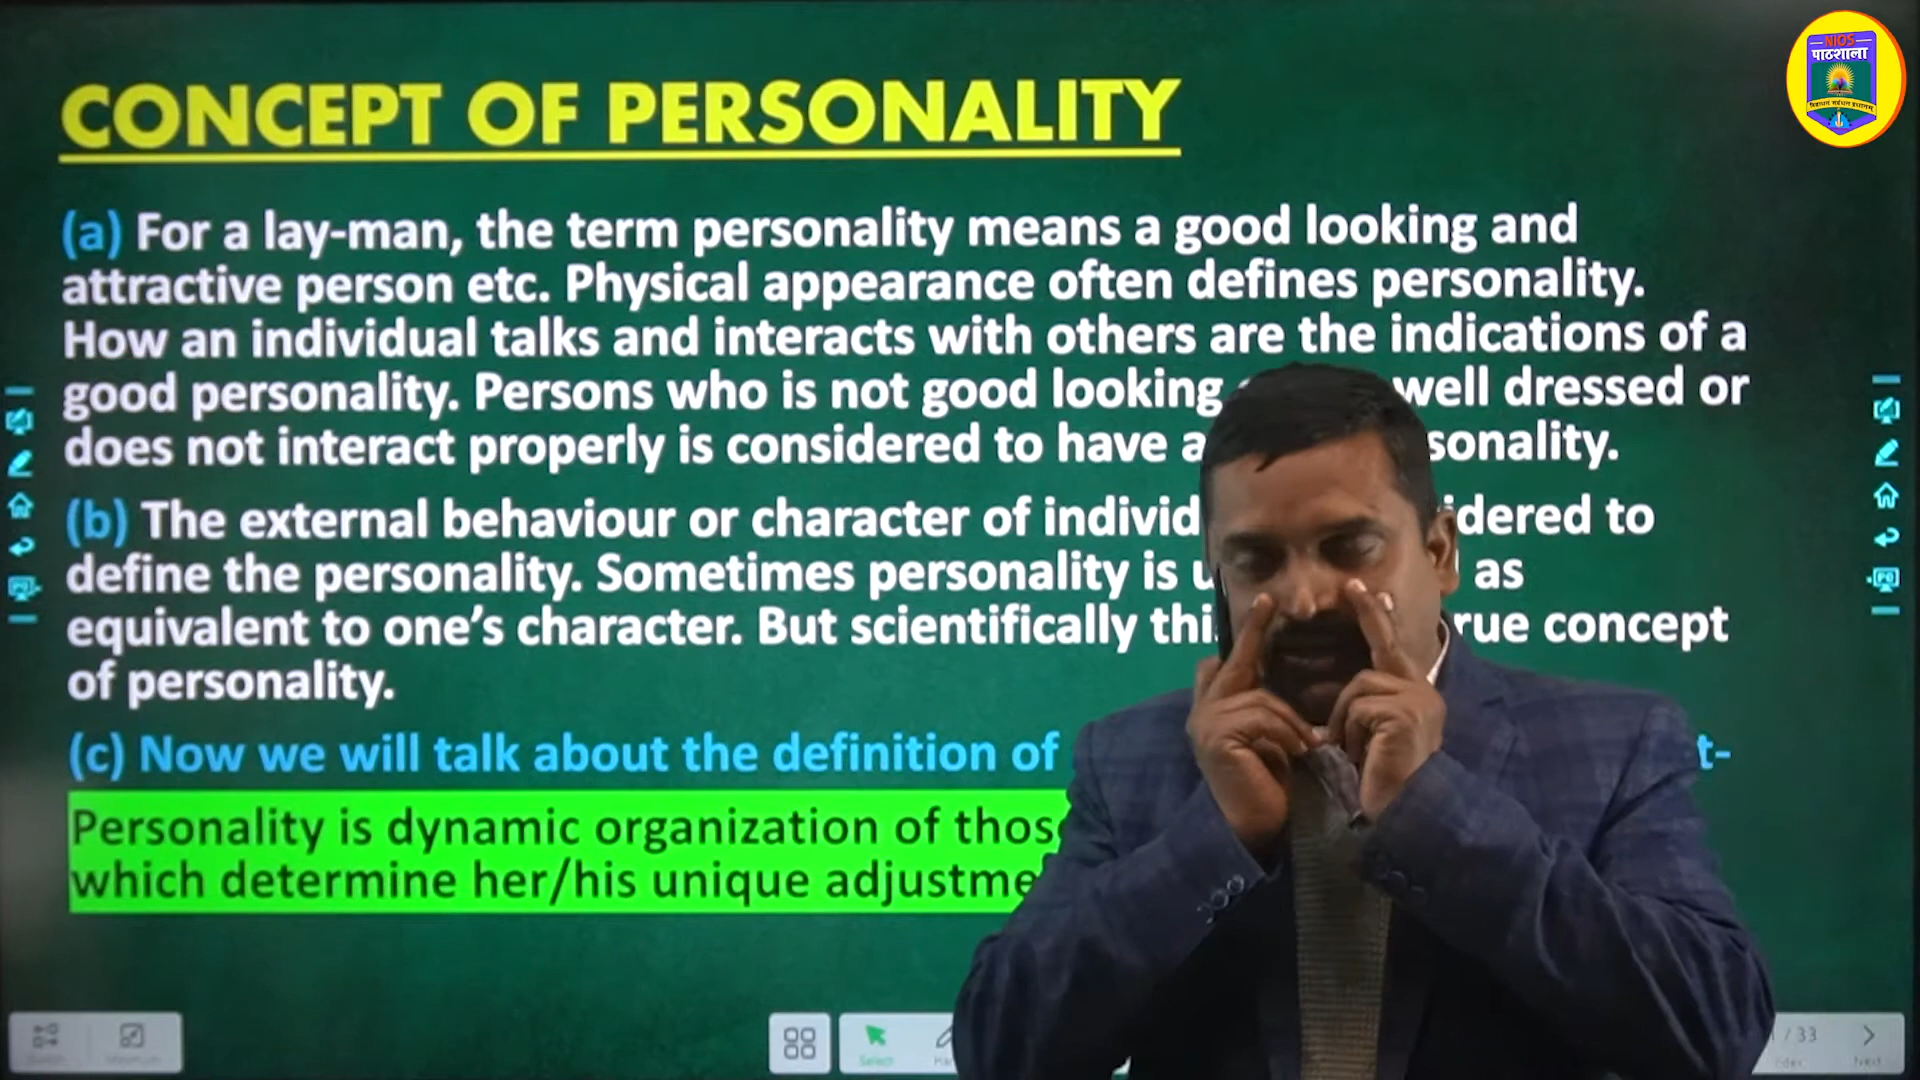 NIOS
पाठशाला
CONCEPT OF PERSONALITY
(a) For a lay-man, the term personality means a good looking and
attractive person etc. Physical appearance often defines personality.
How an individual talks and interacts with others are the indications of a
good personality. Persons who is not good looking well dressed or
does not interact properly is considered to have a sonality.
(b) The external behaviour or character of individ dered to
define the personality. Sometimes personality is u as
equivalent to one's character. But scientifically thi rue concept
of personality.
(c) Now we will talk about the definition of t-
Personality is dynamic organization of thos
which determine her/his unique adjustme
Select
/ 33
Next